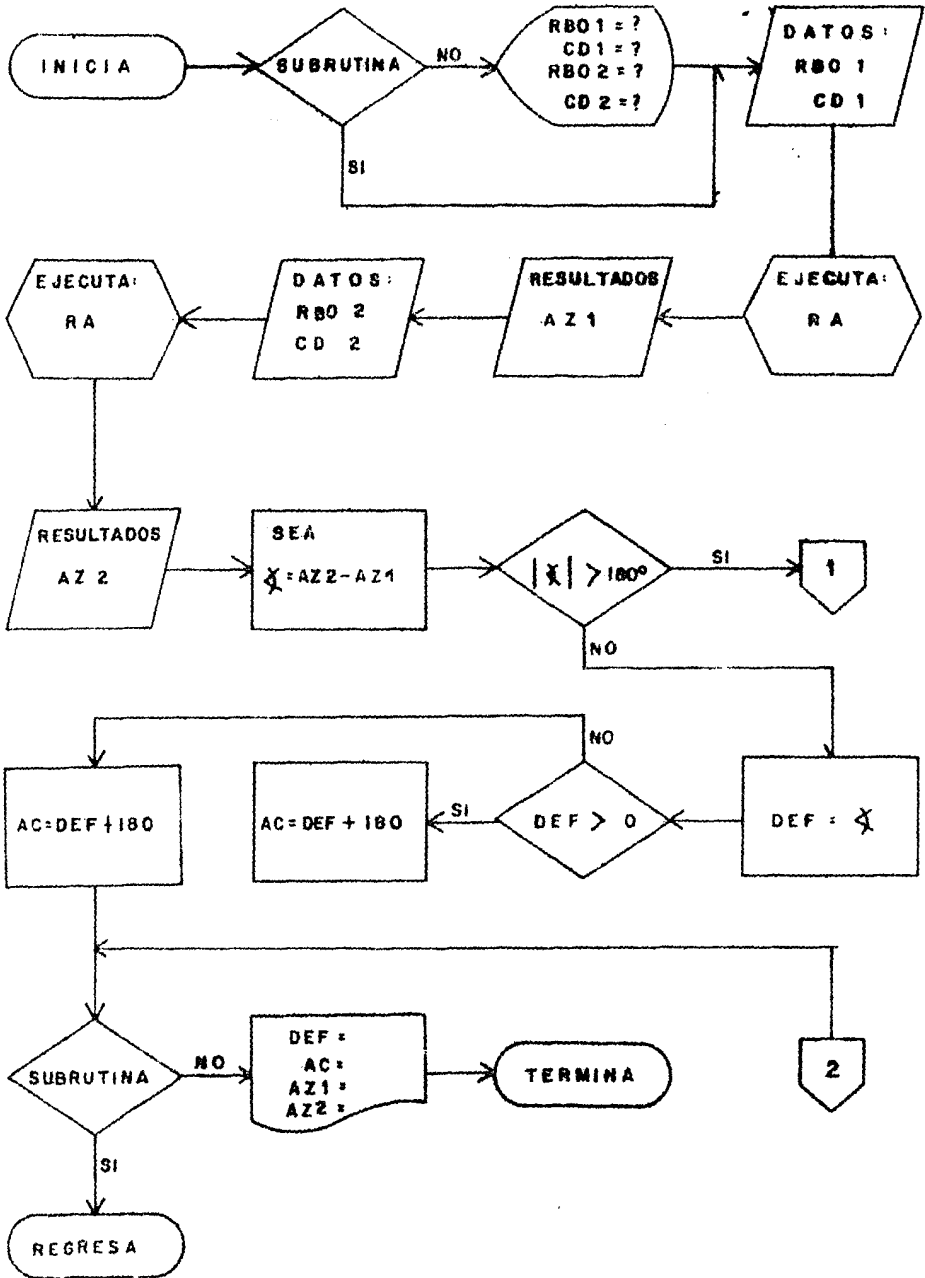 INICIA
SUBRUTINA
NO
SI
RBO 1 = ?
CD 1 = ?
RBO 2 = ?
CD 2 = ?
DATOS:
RBO 1
CD 1
EJECUTA:
RA
RESULTADOS
AZ 1
DATOS:
RBO 2
CD 2
EJECUTA:
RA
RESULTADOS
AZ 2
SEA
∢=AZ2-AZ1
|∢| > 180°
SI
1
NO
DEF = ∢
DEF > 0
NO
SI
AC=DEF + 180
AC=DEF+180
SUBRUTINA
NO
SI
DEF =
AC=
AZ1 =
AZ2 =
TERMINA
2
REGRESA